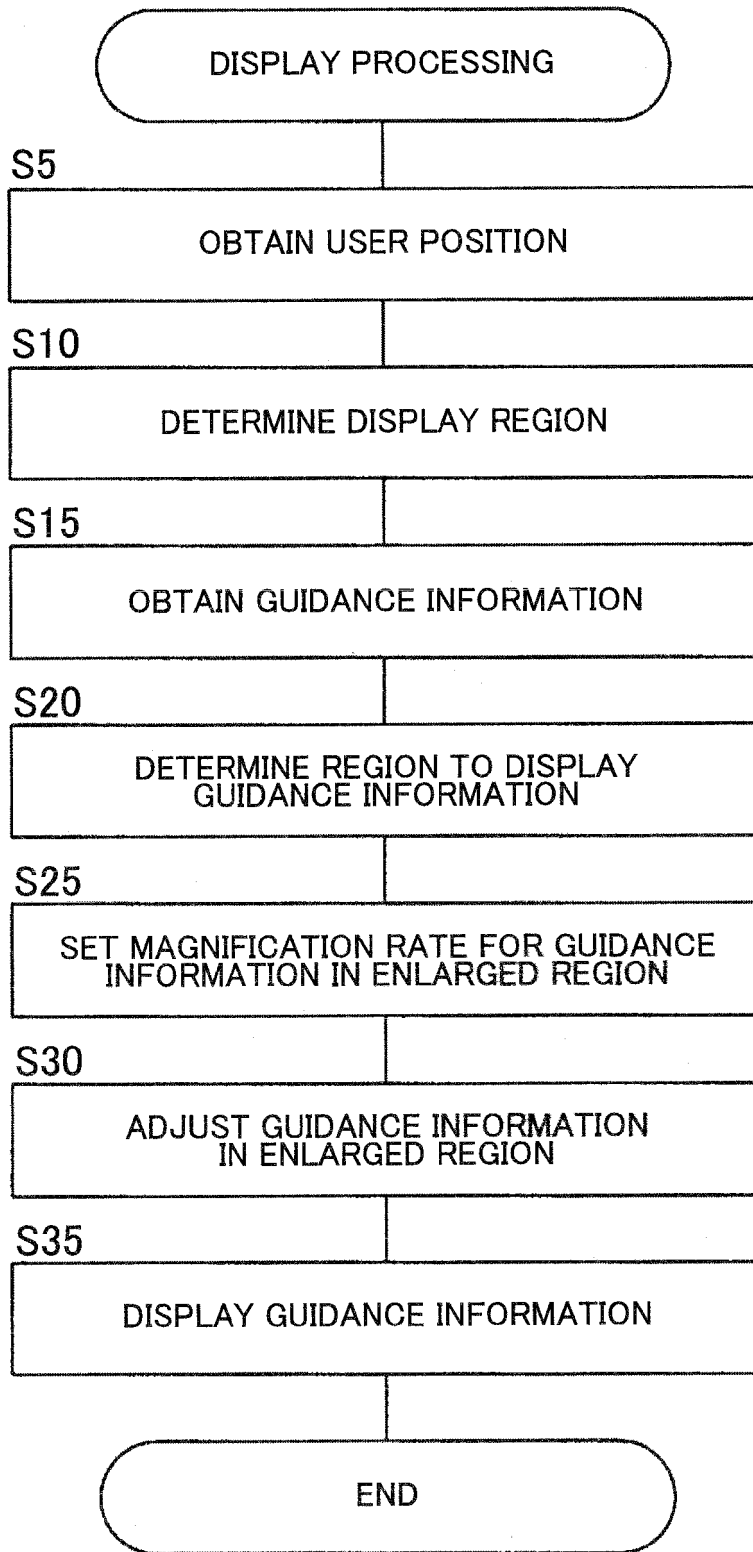 DISPLAY PROCESSING
S5
OBTAIN USER POSITION
S10
DETERMINE DISPLAY REGION
S15
OBTAIN GUIDANCE INFORMATION
S20
DETERMINE REGION TO DISPLAY
GUIDANCE INFORMATION
S25
SET MAGNIFICATION RATE FOR GUIDANCE
INFORMATION IN ENLARGED REGION
S30
ADJUST GUIDANCE INFORMATION
IN ENLARGED REGION
S35
DISPLAY GUIDANCE INFORMATION
END